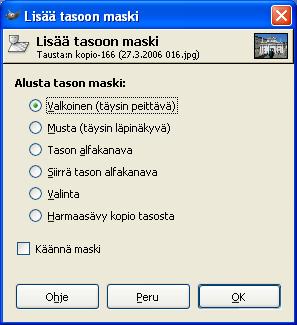 Lisää tasoon maski
Lisää tasoon maski
Tausta:n kopio-166 (27.3.2006 016.jpg)
Alusta tason maski:
Valkoinen (täysin peittävä)
Musta (täysin läpinäkyvä)
Tason alfakanava
Siirrä tason alfakanava
Valinta
Harmaasävy kopio tasosta
Käännä maski
Ohje
Peru
OK